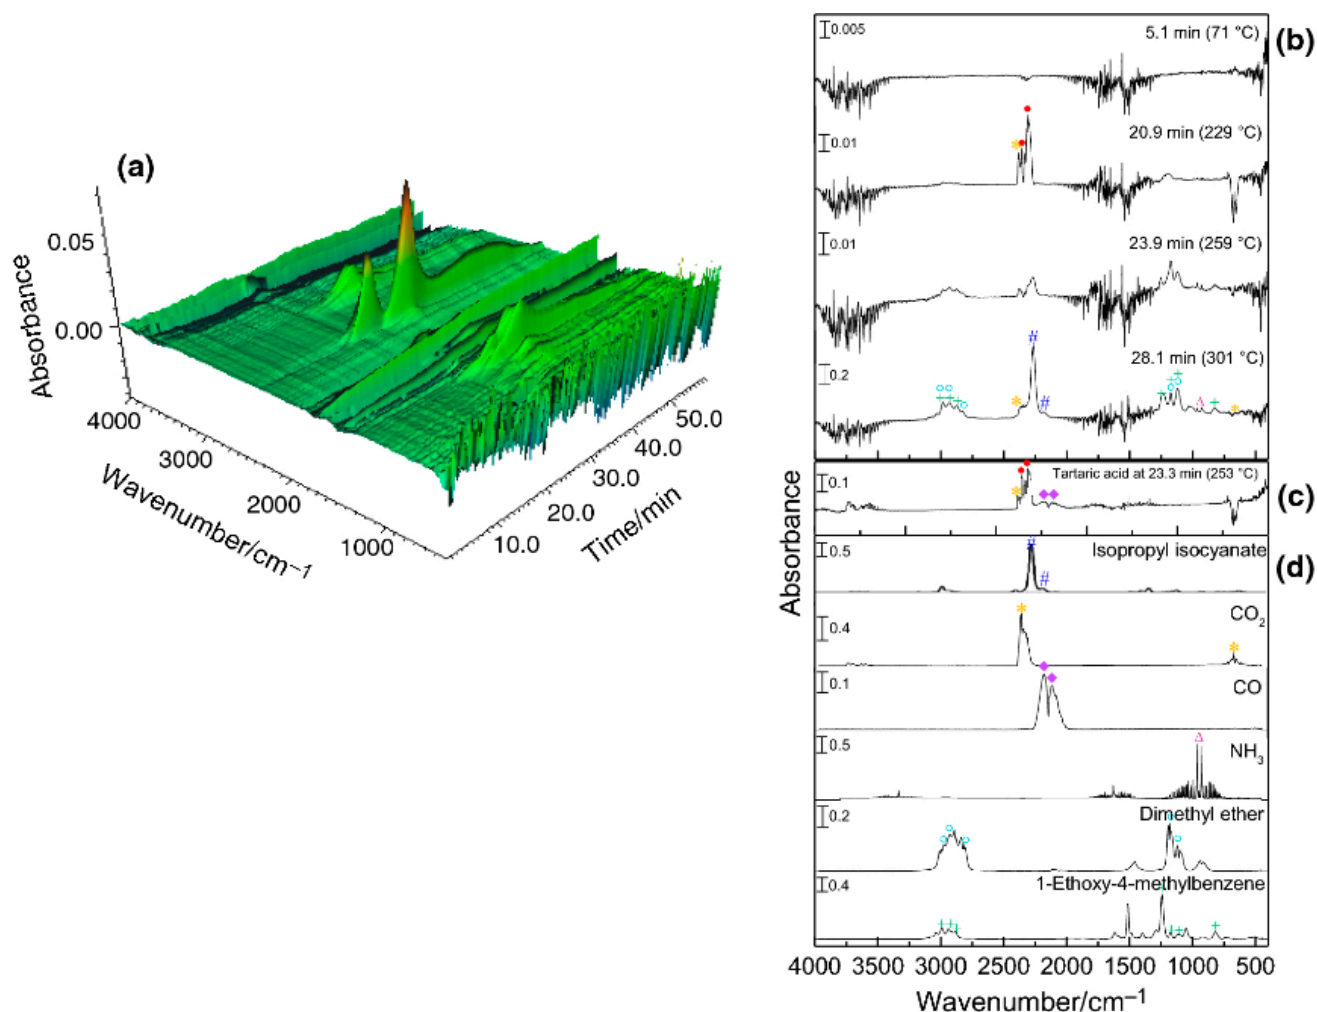 (a)
0.05
0.00
Absorbance
4000
3000
2000
1000
Wavenumber/cm⁻¹
10.0
20.0
30.0
40.0
50.0
Time/min
(b)
0.005
5.1 min (71 °C)
0.01
20.9 min (229 °C)
0.01
23.9 min (259 °C)
0.2
28.1 min (301 °C)
(c)
0.1
Tartaric acid at 23.3 min (253 °C)
(d)
Absorbance
0.5
Isopropyl isocyanate
0.4
CO₂
0.1
CO
0.5
NH₃
0.2
Dimethyl ether
0.4
1-Ethoxy-4-methylbenzene
4000 3500 3000 2500 2000 1500 1000 500
Wavenumber/cm⁻¹